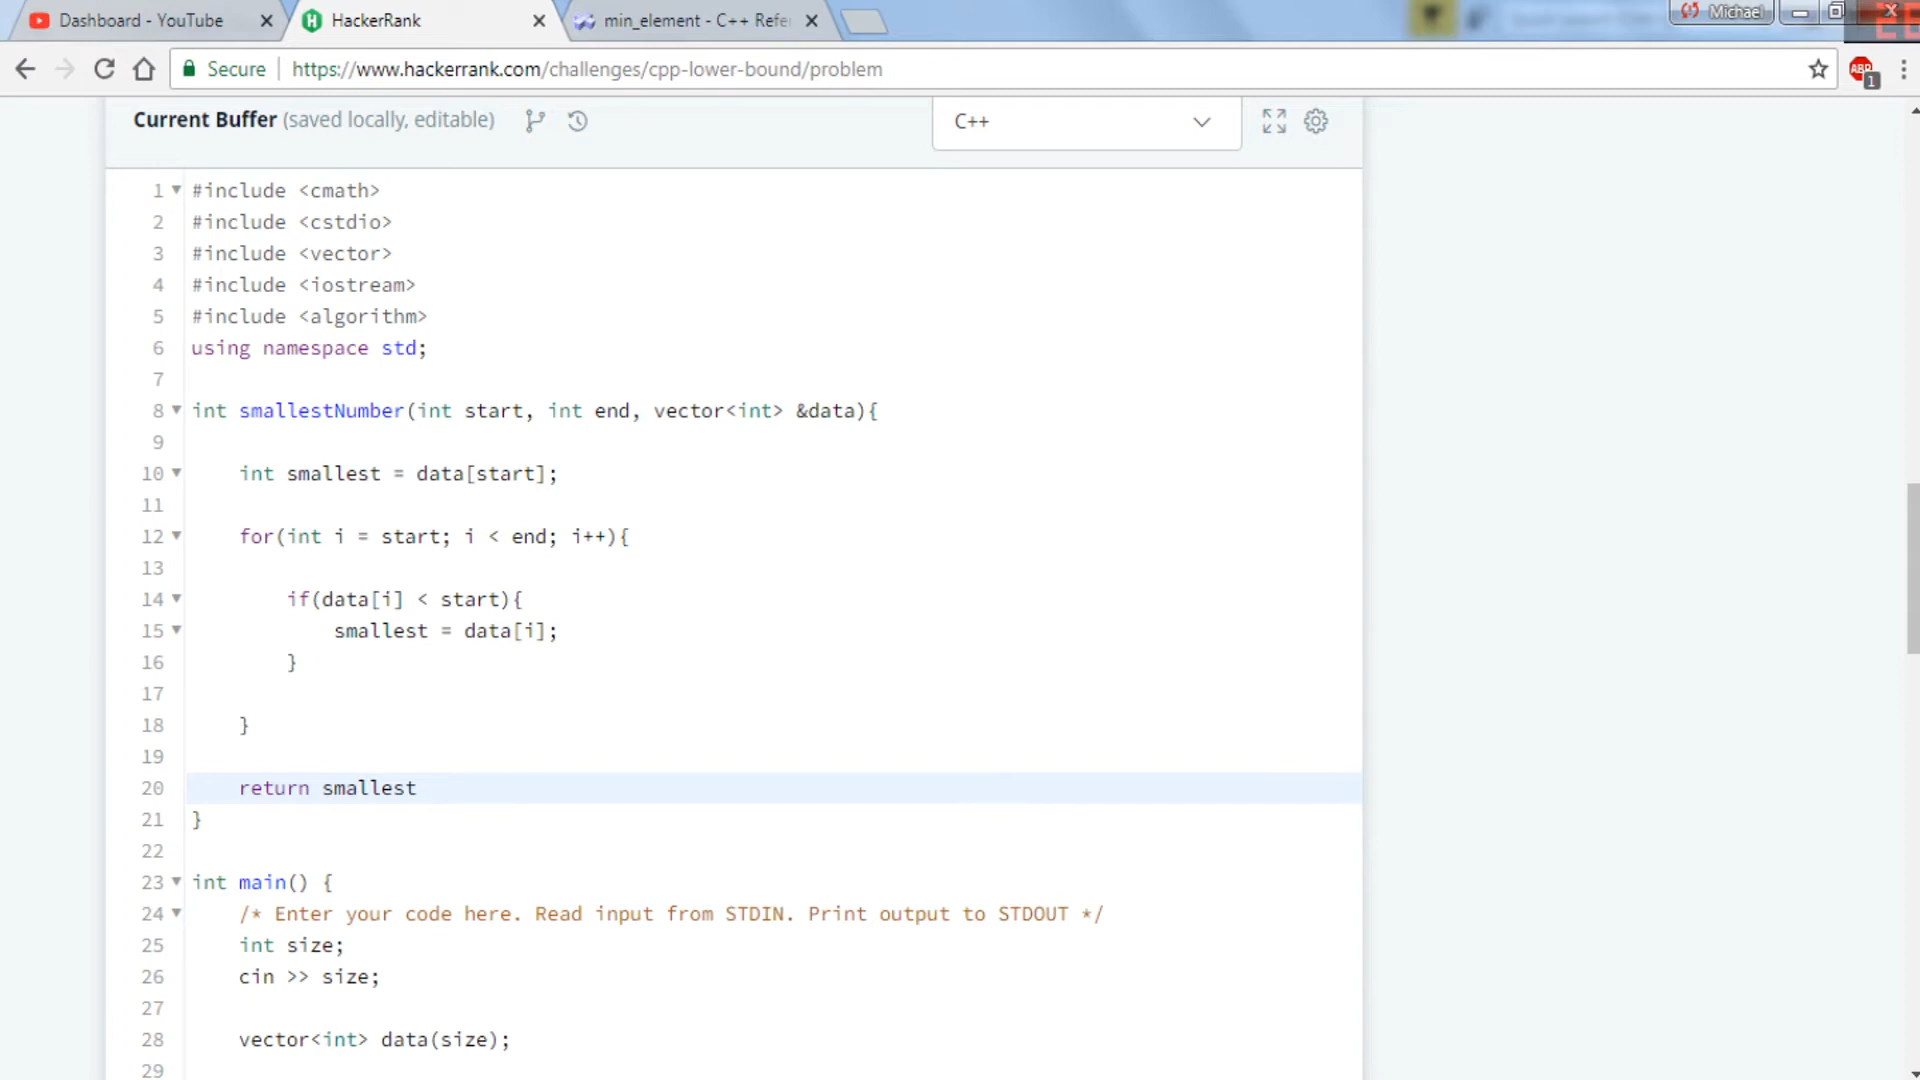 Dashboard - YouTube
HackerRank
min_element - C++ Refe
Michael
Secure
https://www.hackerrank.com/challenges/cpp-lower-bound/problem
ABP
1
Current Buffer (saved locally, editable)
C++
1 #include <cmath>
2 #include <cstdio>
3 #include <vector>
4 #include <iostream>
5 #include <algorithm>
6 using namespace std;
7
8 int smallestNumber(int start, int end, vector<int> &data){
9
10 int smallest = data[start];
11
12 for(int i = start; i < end; i++){
13
14 if(data[i] < start){
15 smallest = data[i];
16 }
17
18 }
19
20 return smallest
21 }
22
23 int main() {
24 /* Enter your code here. Read input from STDIN. Print output to STDOUT */
25 int size;
26 cin >> size;
27
28 vector<int> data(size);
29